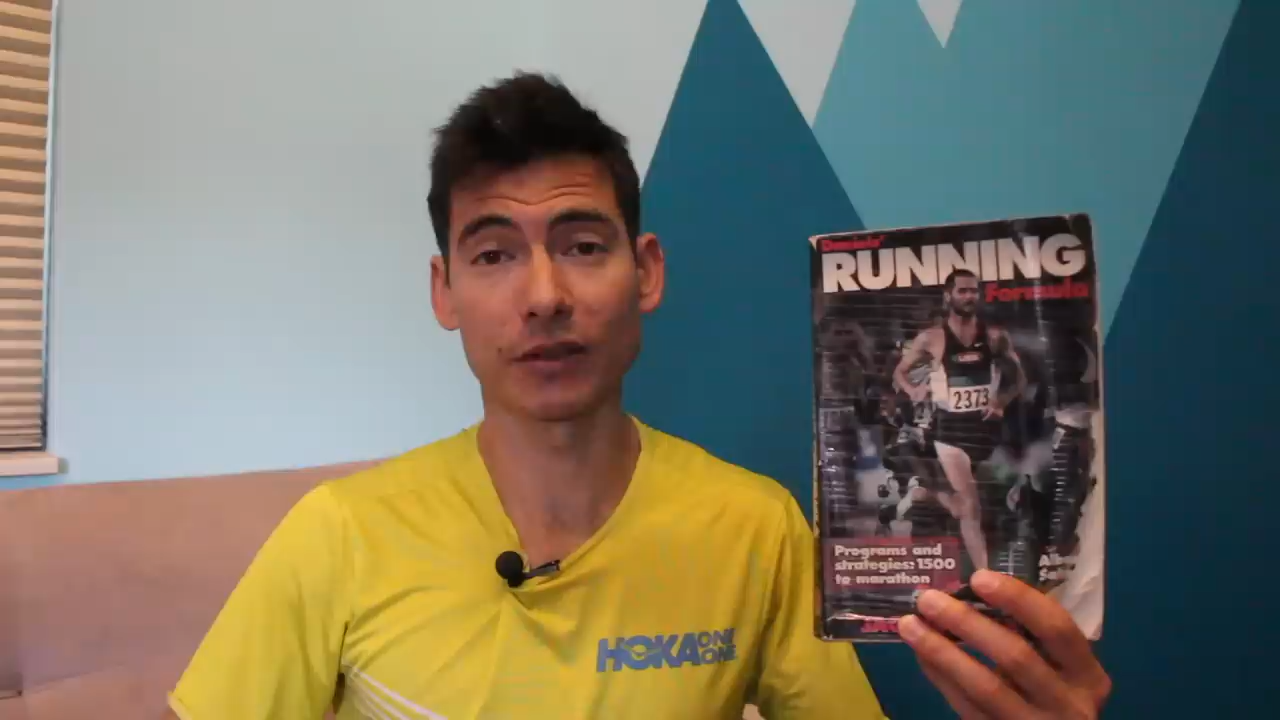 Daniels'
RUNNING
Formula
2373
Programs and
strategies: 1500
to marathon
HOKA ONE
ONE